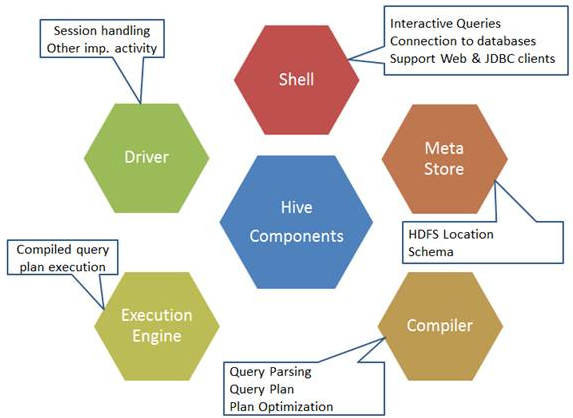 Session handling
Other imp. activity
Interactive Queries
Connection to databases
Support Web & JDBC clients
Shell
Driver
Meta
Store
Hive
Components
HDFS Location
Schema
Compiled query
plan execution
Execution
Engine
Compiler
Query Parsing
Query Plan
Plan Optimization